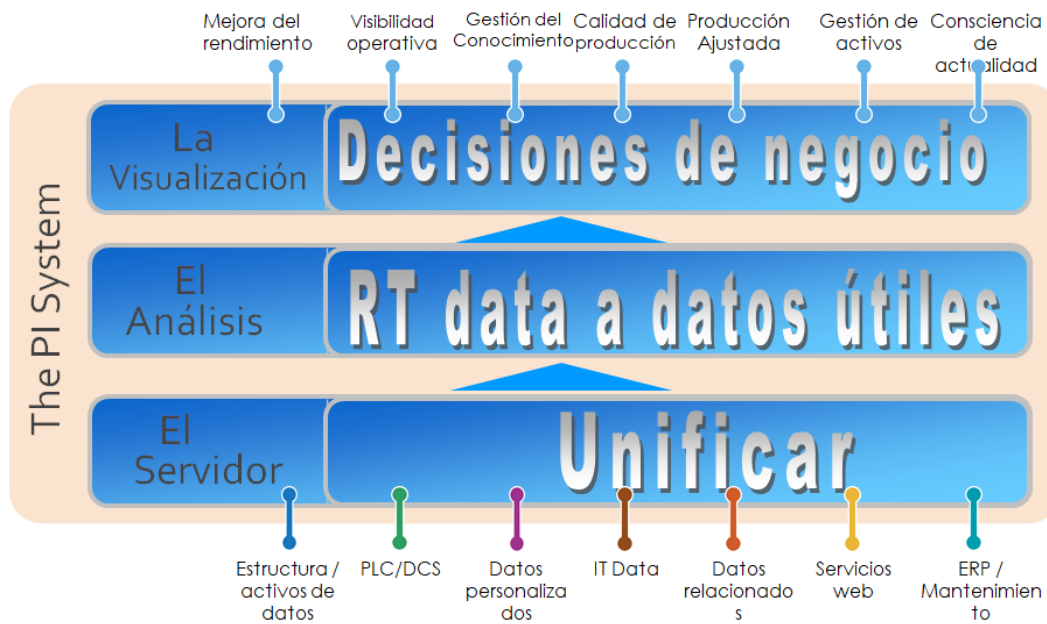 Mejora del
rendimiento
Visibilidad
operativa
Gestión del
Conocimiento
Calidad de
producción
Producción
Ajustada
Gestión de
activos
Consciencia
de
actualidad
The PI System
La
Visualización
Decisiones de negocio
El
Análisis
RT data a datos útiles
El
Servidor
Unificar
Estructura /
activos de
datos
PLC/DCS
Datos
personaliza
dos
IT Data
Datos
relacionado
s
Servicios
web
ERP /
Mantenimien
to